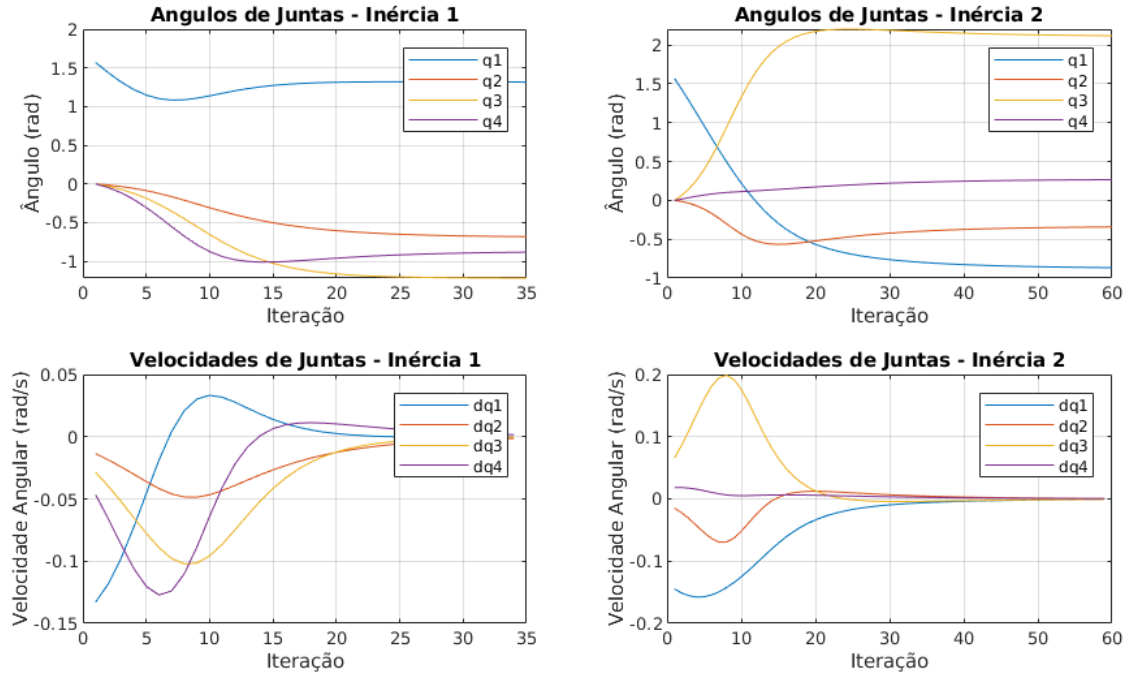 Ângulos de Juntas - Inércia 1
2
1.5
1
0.5
0
-0.5
-1
Ângulo (rad)
q1
q2
q3
q4
0 5 10 15 20 25 30 35
Iteração
Ângulos de Juntas - Inércia 2
2
1.5
1
0.5
0
-0.5
-1
Ângulo (rad)
q1
q2
q3
q4
0 10 20 30 40 50 60
Iteração
Velocidades de Juntas - Inércia 1
0.05
0
-0.05
-0.1
-0.15
Velocidade Angular (rad/s)
dq1
dq2
dq3
dq4
0 5 10 15 20 25 30 35
Iteração
Velocidades de Juntas - Inércia 2
0.2
0.1
0
-0.1
-0.2
Velocidade Angular (rad/s)
dq1
dq2
dq3
dq4
0 10 20 30 40 50 60
Iteração